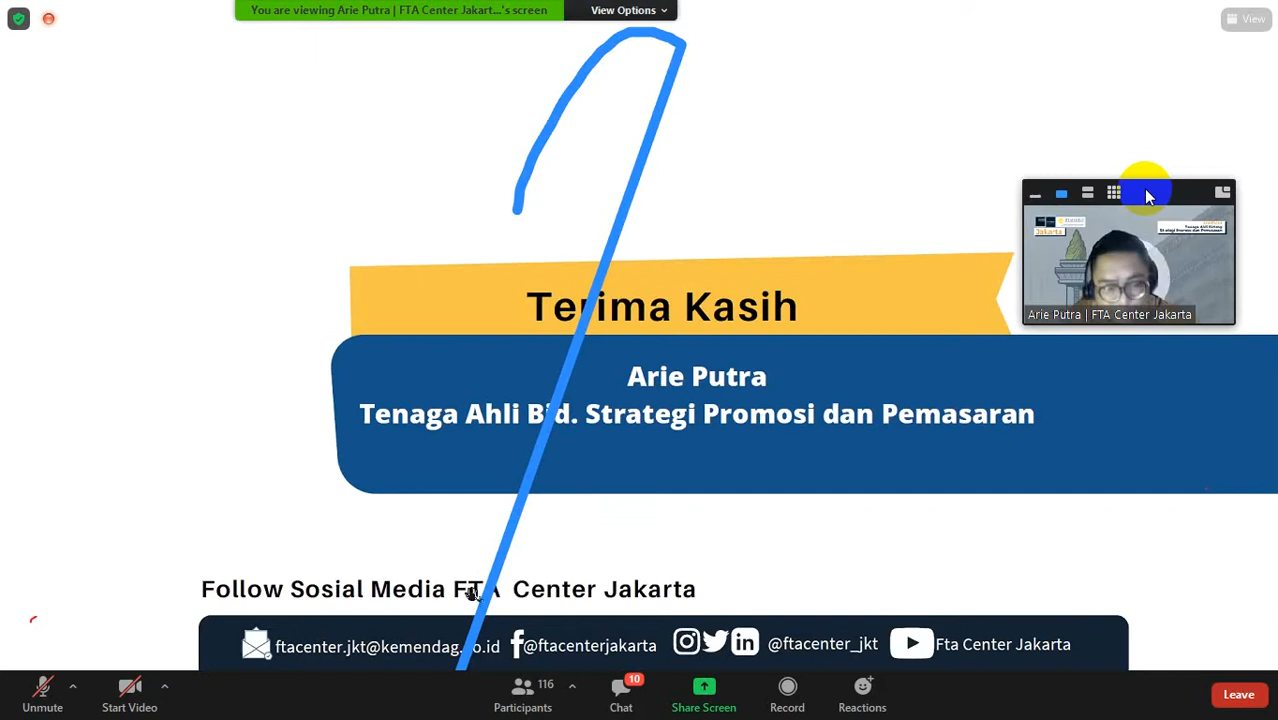 You are viewing Arie Putra | FTA Center Jakart...'s screen
View Options
View
Jakarta
Arie Putra | FTA Center Jakarta
Terima Kasih
Arie Putra
Tenaga Ahli Bid. Strategi Promosi dan Pemasaran
Follow Sosial Media FTA Center Jakarta
ftacenter.jkt@kemendag.go.id
@ftacenterjakarta
@ftacenter_jkt
Fta Center Jakarta
Unmute
Start Video
116
Participants
10
Chat
Share Screen
Record
Reactions
Leave